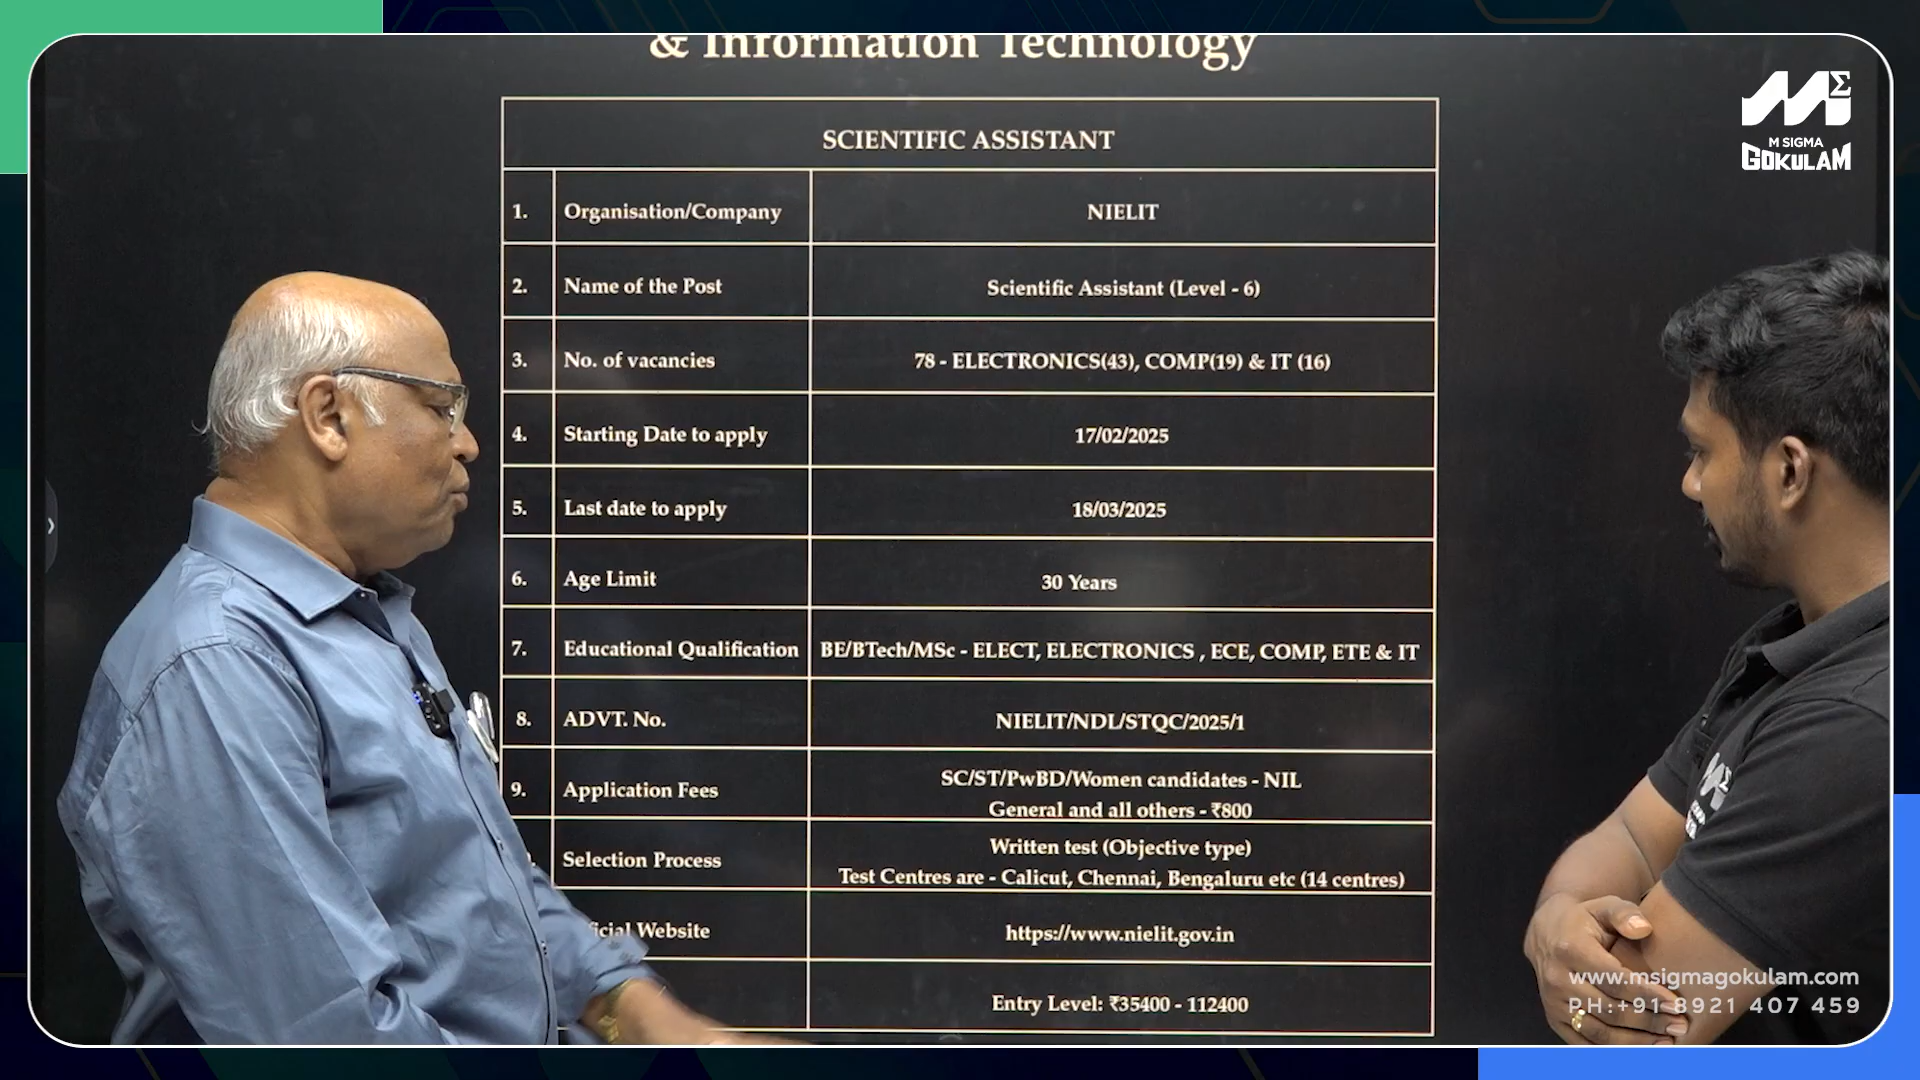 & Information Technology
SCIENTIFIC ASSISTANT
1. Organisation/Company NIELIT
2. Name of the Post Scientific Assistant (Level - 6)
3. No. of vacancies 78 - ELECTRONICS(43), COMP(19) & IT (16)
4. Starting Date to apply 17/02/2025
5. Last date to apply 18/03/2025
6. Age Limit 30 Years
7. Educational Qualification BE/BTech/MSc - ELECT, ELECTRONICS , ECE, COMP, ETE & IT
8. ADVT. No. NIELIT/NDL/STQC/2025/1
9. Application Fees SC/ST/PwBD/Women candidates - NIL
General and all others - ₹800
Selection Process Written test (Objective type)
Test Centres are - Calicut, Chennai, Bengaluru etc (14 centres)
Website https://www.nielit.gov.in
Entry Level: ₹35400 - 112400
M SIGMA
GOKULAM
www.msigmagokulam.com
PH:+91 8921 407 459